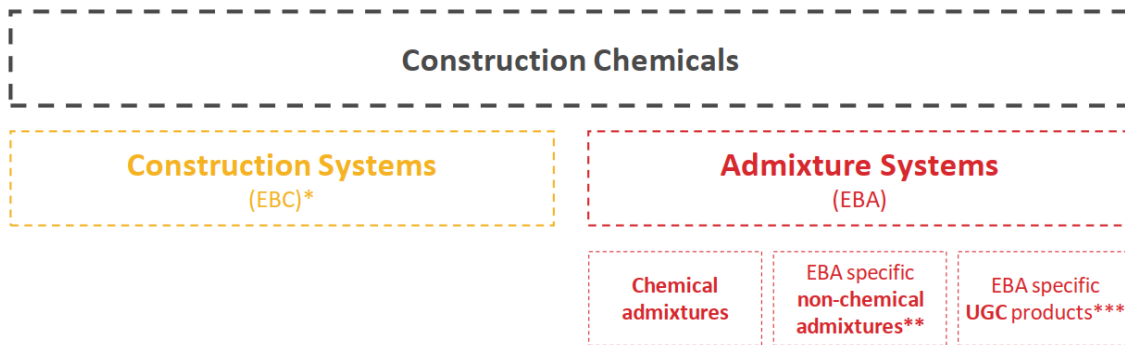 Construction Chemicals
Construction Systems
(EBC)*
Admixture Systems
(EBA)
Chemical
admixtures
EBA specific
non-chemical
admixtures**
EBA specific
UGC products***